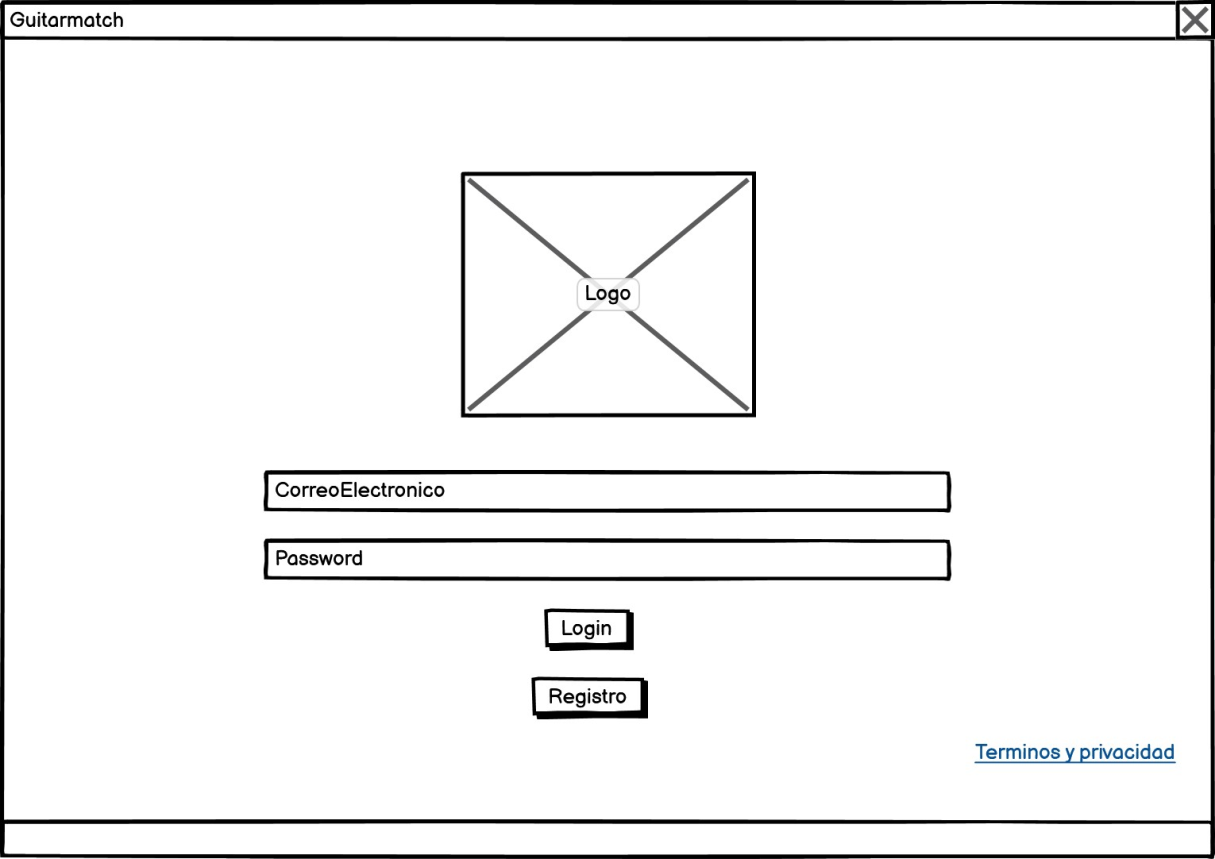 Guitarmatch
Logo
CorreoElectronico
Password
Login
Registro
Terminos y privacidad